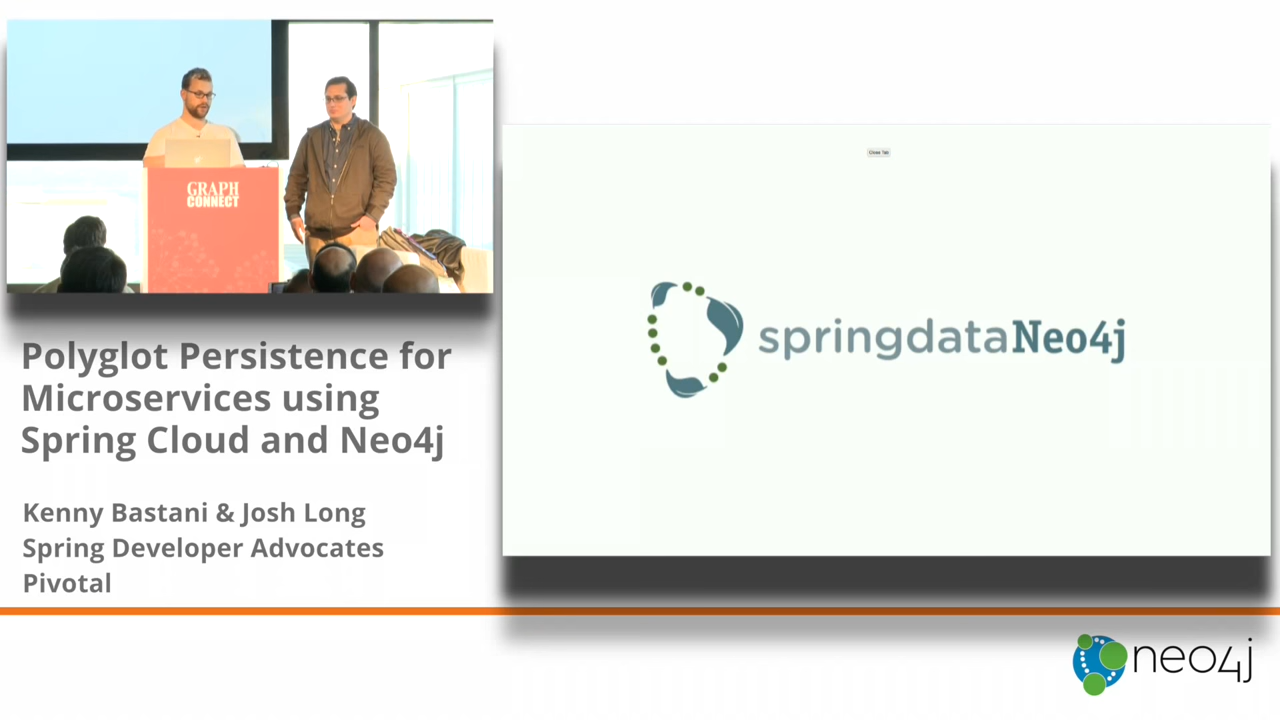 GRAPH
CONNECT
Polyglot Persistence for
Microservices using
Spring Cloud and Neo4j
Kenny Bastani & Josh Long
Spring Developer Advocates
Pivotal
Close Tab
springdataNeo4j
neo4j